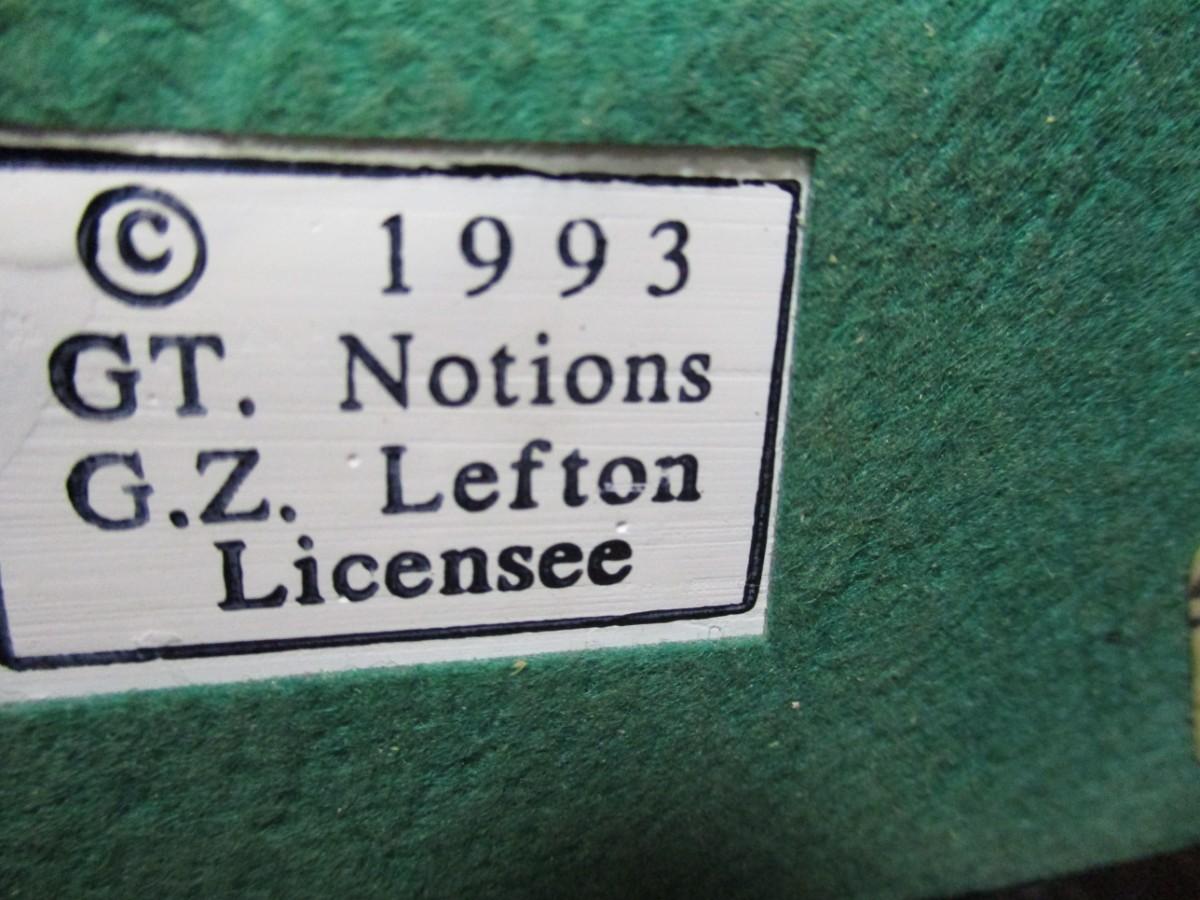 © 1993
GT. Notions
G.Z. Lefton
Licensee